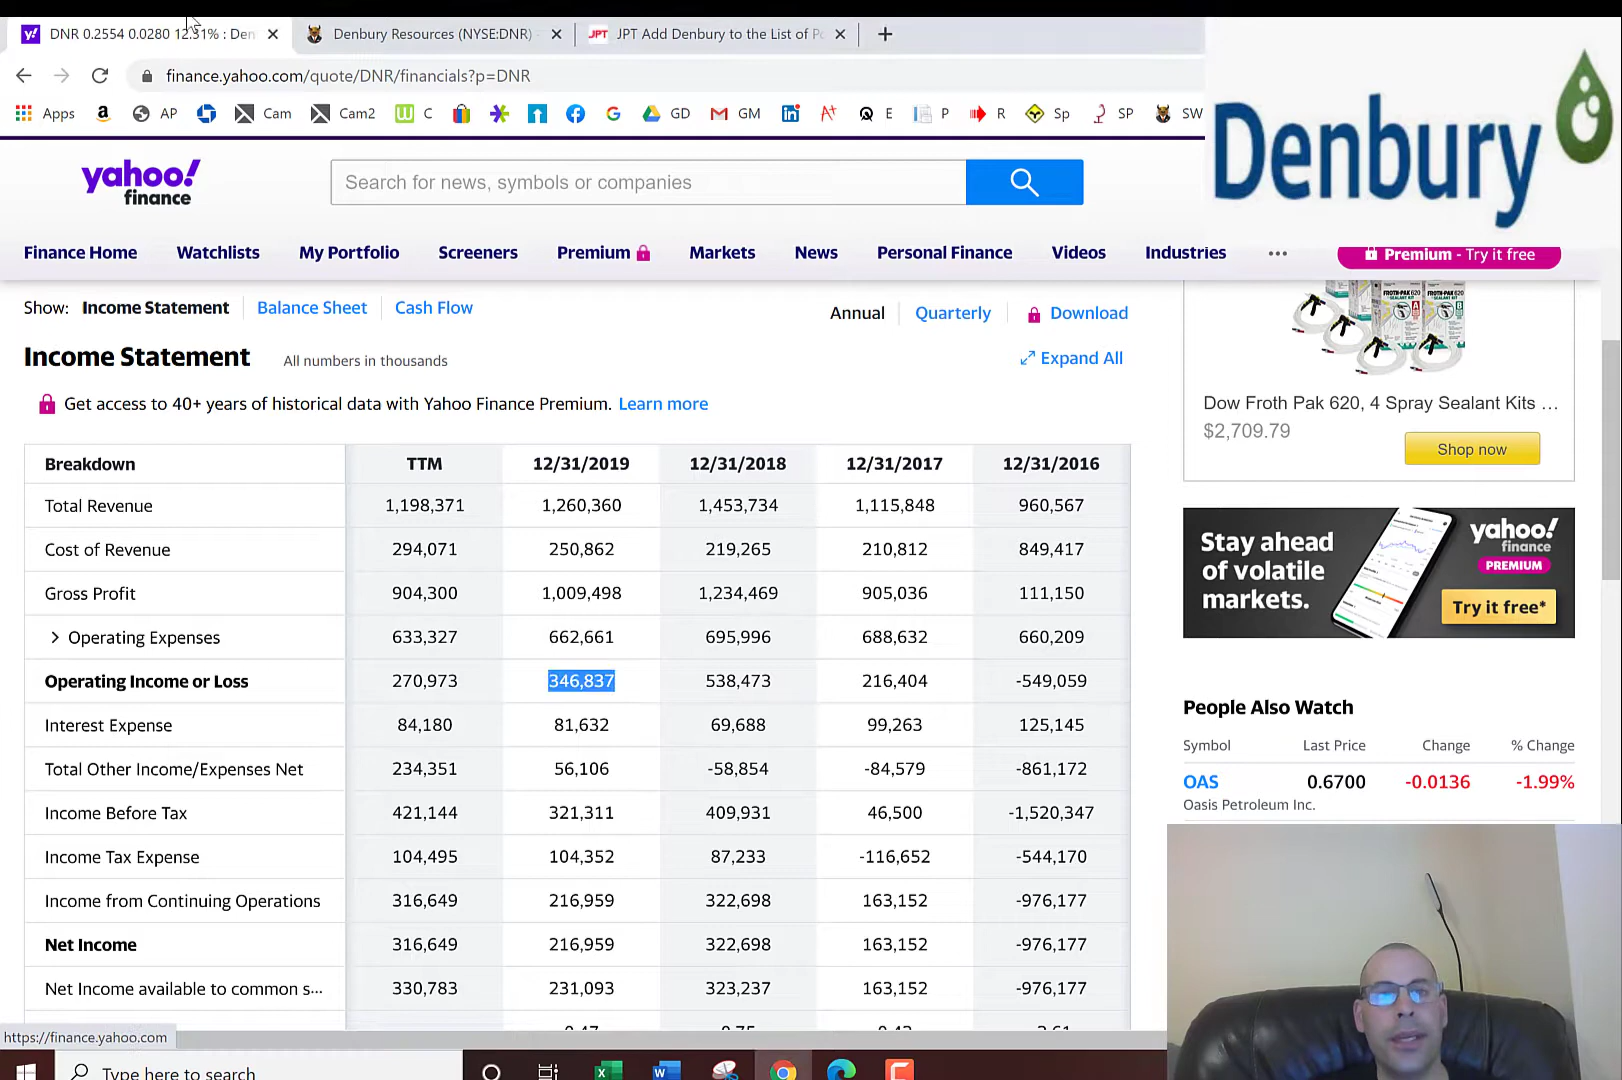 DNR 0.2554 0.0280 12.31% : Den
Denbury Resources (NYSE:DNR) -
JPT
JPT Add Denbury to the List of Po
finance.yahoo.com/quote/DNR/financials?p=DNR
Apps
AP
Cam
Cam2
C
GD
GM
E
P
R
Sp
SP
SW
Denbury
yahoo!
finance
Search for news, symbols or companies
Finance Home
Watchlists
My Portfolio
Screeners
Premium
Markets
News
Personal Finance
Videos
Industries
...
Premium - Try it free
Show: Income Statement Balance Sheet Cash Flow
Annual Quarterly Download
Income Statement All numbers in thousands
Expand All
Get access to 40+ years of historical data with Yahoo Finance Premium. Learn more
Breakdown TTM 12/31/2019 12/31/2018 12/31/2017 12/31/2016
Total Revenue 1,198,371 1,260,360 1,453,734 1,115,848 960,567
Cost of Revenue 294,071 250,862 219,265 210,812 849,417
Gross Profit 904,300 1,009,498 1,234,469 905,036 111,150
Operating Expenses 633,327 662,661 695,996 688,632 660,209
Operating Income or Loss 270,973 346,837 538,473 216,404 -549,059
Interest Expense 84,180 81,632 69,688 99,263 125,145
Total Other Income/Expenses Net 234,351 56,106 -58,854 -84,579 -861,172
Income Before Tax 421,144 321,311 409,931 46,500 -1,520,347
Income Tax Expense 104,495 104,352 87,233 -116,652 -544,170
Income from Continuing Operations 316,649 216,959 322,698 163,152 -976,177
Net Income 316,649 216,959 322,698 163,152 -976,177
Net Income available to common s... 330,783 231,093 323,237 163,152 -976,177
FROTH-PAK 620
FROTH-PAK 620
Dow Froth Pak 620, 4 Spray Sealant Kits ...
$2,709.79
Shop now
Stay ahead
of volatile
markets.
yahoo!
finance
PREMIUM
Try it free*
People Also Watch
Symbol Last Price Change % Change
OAS 0.6700 -0.0136 -1.99%
Oasis Petroleum Inc.
https://finance.yahoo.com
Type here to search